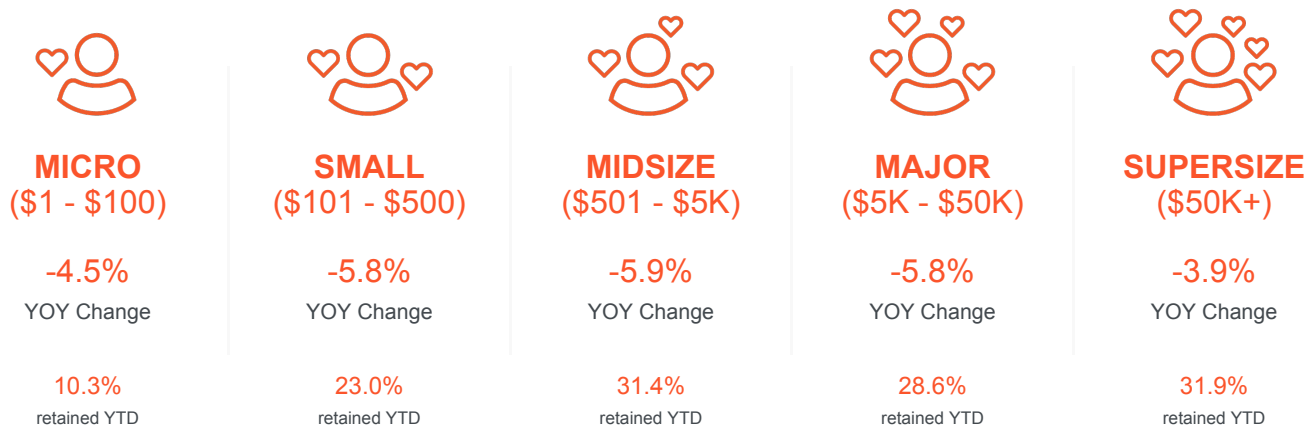 MICRO
($1 - $100)
-4.5%
YOY Change
10.3%
retained YTD
SMALL
($101 - $500)
-5.8%
YOY Change
23.0%
retained YTD
MIDSIZE
($501 - $5K)
-5.9%
YOY Change
31.4%
retained YTD
MAJOR
($5K - $50K)
-5.8%
YOY Change
28.6%
retained YTD
SUPERSIZE
($50K+)
-3.9%
YOY Change
31.9%
retained YTD